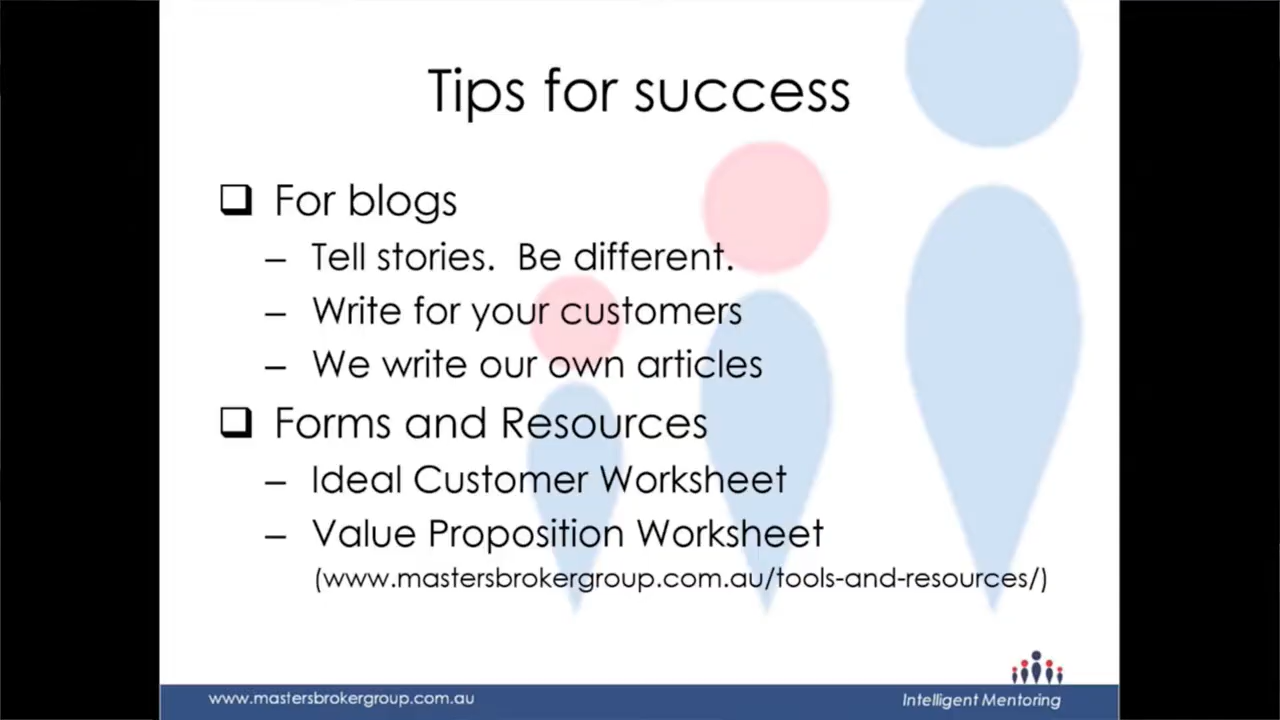 Tips for success
❑ For blogs
– Tell stories.  Be different.
– Write for your customers
– We write our own articles
❑ Forms and Resources
– Ideal Customer Worksheet
– Value Proposition Worksheet
(www.mastersbrokergroup.com.au/tools-and-resources/)
www.mastersbrokergroup.com.au
Intelligent Mentoring